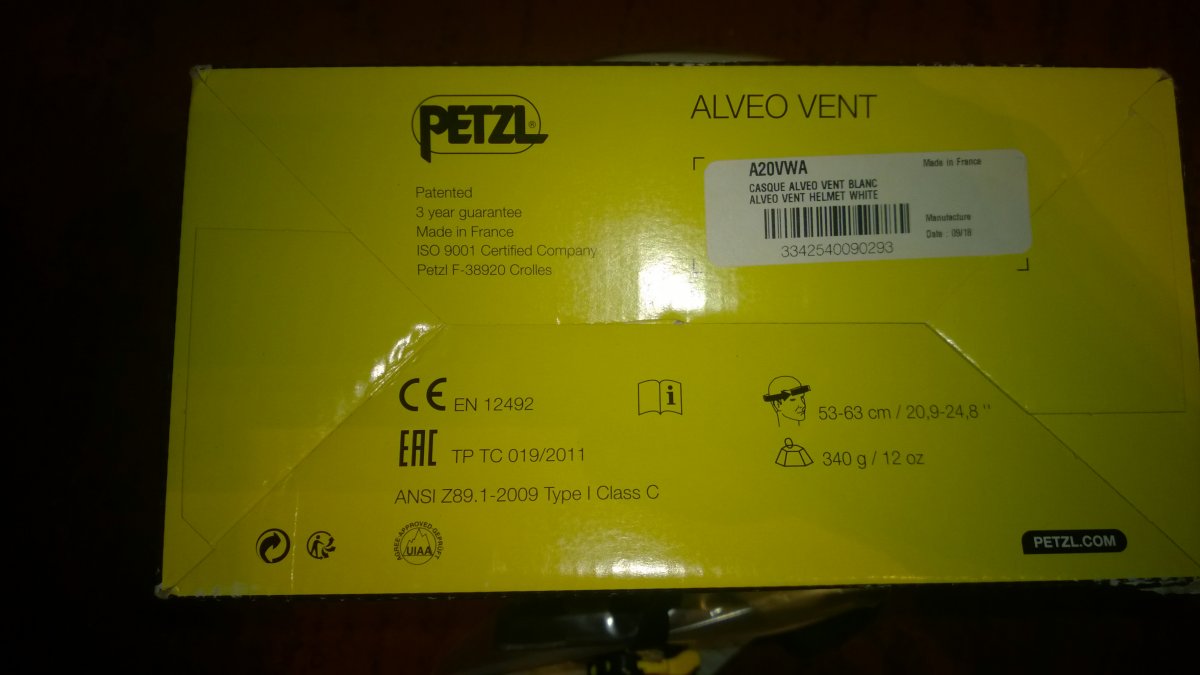 PETZL®
ALVEO VENT
Patented
3 year guarantee
Made in France
ISO 9001 Certified Company
Petzl F-38920 Crolles
A20VWA
Made in France
CASQUE ALVEO VENT BLANC
ALVEO VENT HELMET WHITE
Manufacture
Date : 09/18
3342540090293
CE EN 12492
i
53-63 cm / 20,9-24,8 "
EAC TP TC 019/2011
340 g / 12 oz
ANSI Z89.1-2009 Type I Class C
AGRÉÉ-APPROVED-GEPRÜFT
UIAA
PETZL.COM